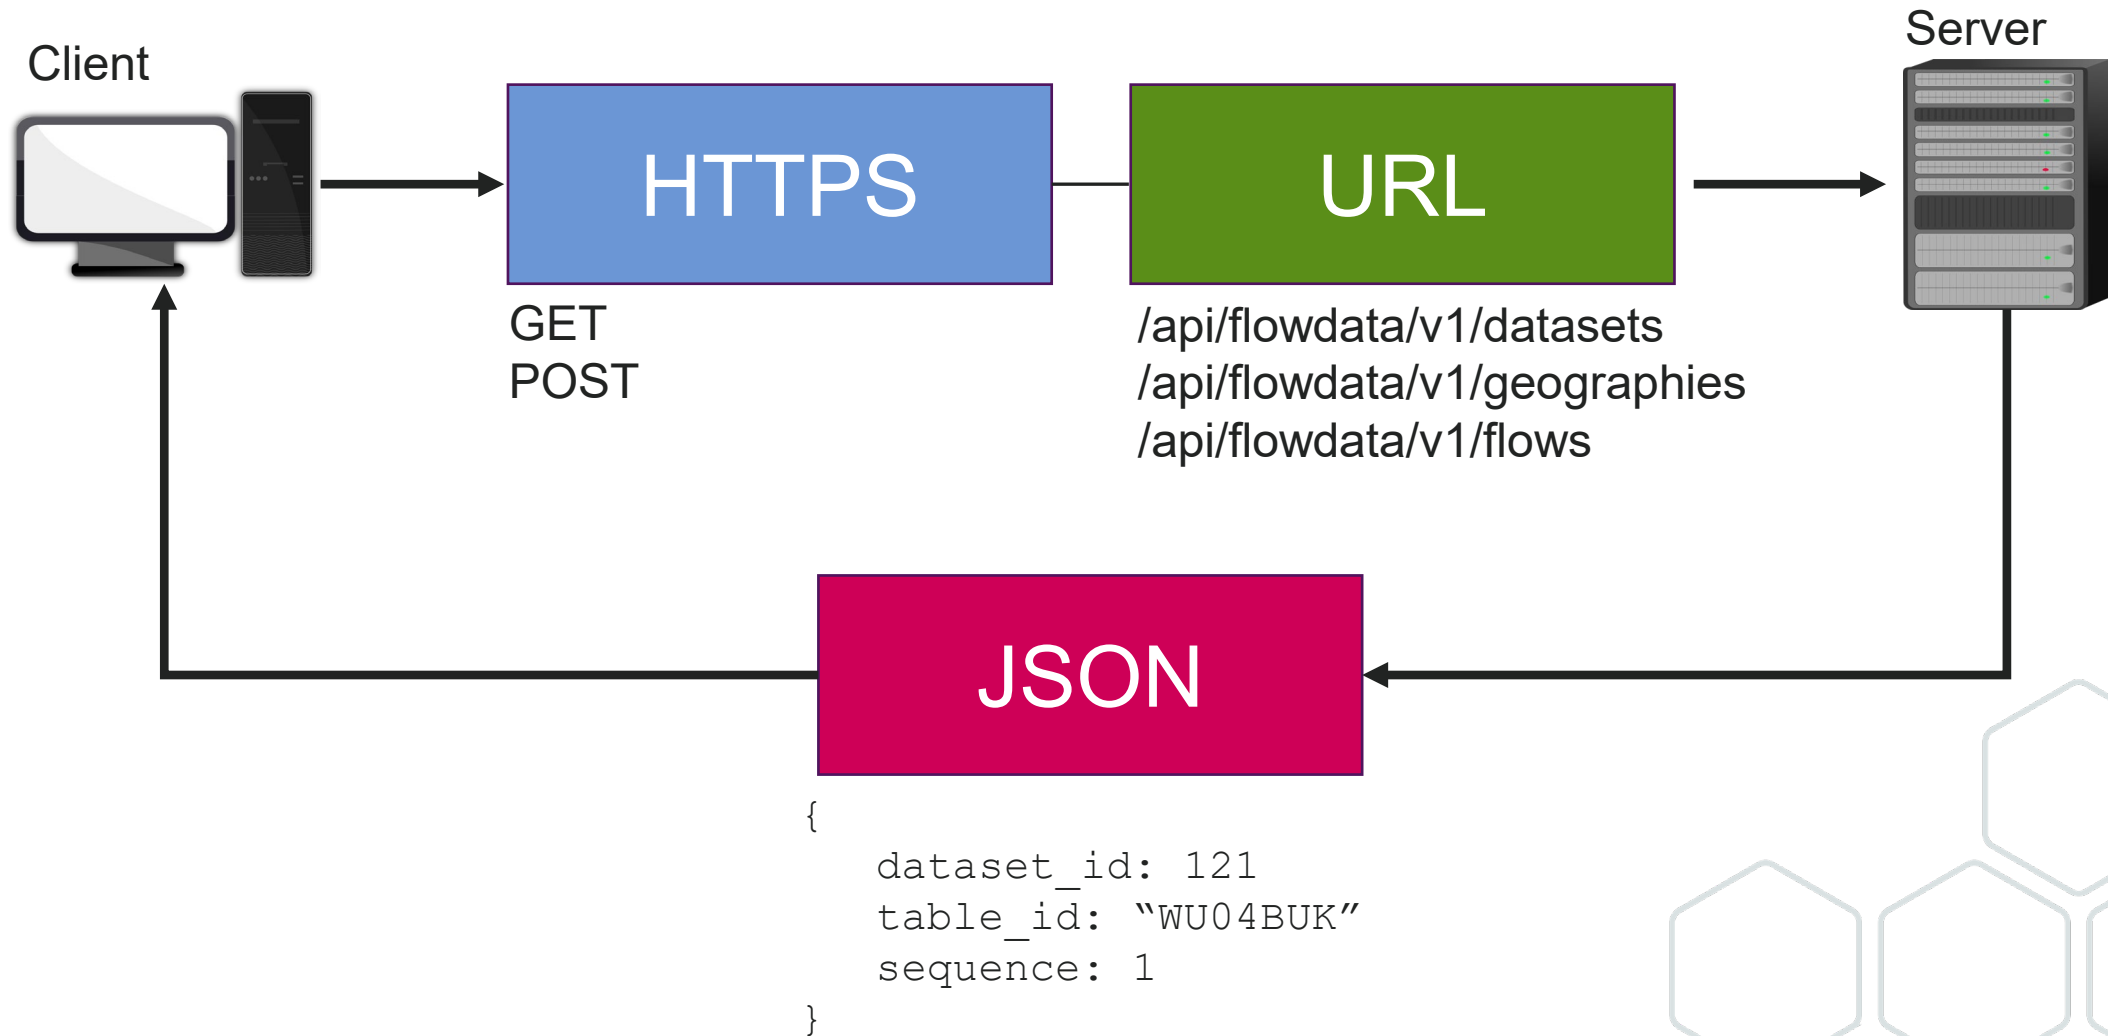 Client
Server
HTTPS
URL
GET
POST
/api/flowdata/v1/datasets
/api/flowdata/v1/geographies
/api/flowdata/v1/flows
JSON
{
dataset_id: 121
table_id: “WU04BUK”
sequence: 1
}